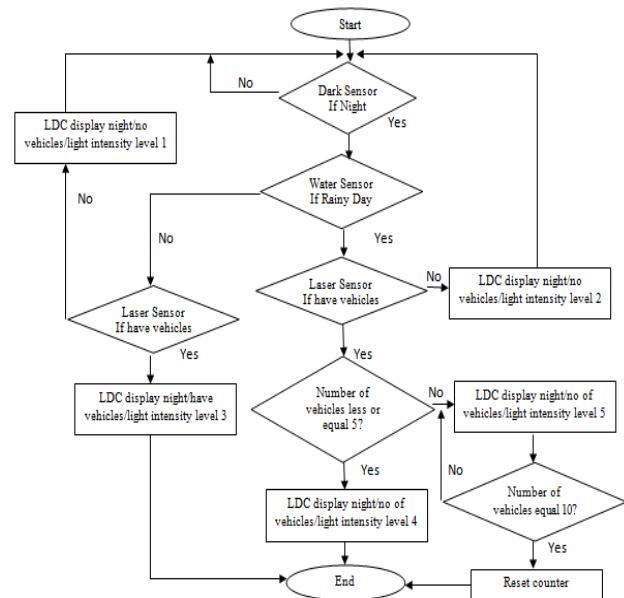 Start
No
Dark Sensor
If Night
Yes
LDC display night/no
vehicles/light intensity level 1
Water Sensor
If Rainy Day
No
No
Yes
Laser Sensor
If have vehicles
No
LDC display night/no
vehicles/light intensity level 2
Laser Sensor
If have vehicles
Yes
Yes
LDC display night/have
vehicles/light intensity level 3
Number of
vehicles less or
equal 5?
No
LDC display night/no of
vehicles/light intensity level 5
No
Yes
Number of
vehicles equal 10?
LDC display night/no of
vehicles/light intensity level 4
Yes
End
Reset counter